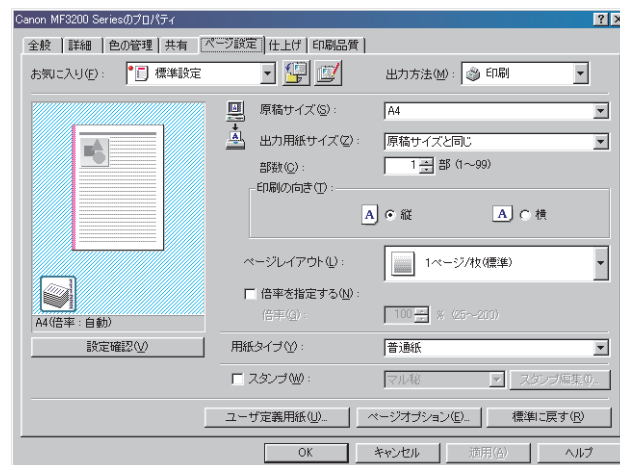 Canon MF3200 Seriesのプロパティ
全般 詳細 色の管理 共有 ページ設定 仕上げ 印刷品質
お気に入り(F): 標準設定 出力方法(M): 印刷
原稿サイズ(S): A4
出力用紙サイズ(Z): 原稿サイズと同じ
部数(C): 1 部 (1~99)
印刷の向き(T):
A 縦 A 横
ページレイアウト(L): 1ページ/枚(標準)
倍率を指定する(N):
倍率(G): 100 % (25~200)
A4(倍率:自動)
設定確認(V) 用紙タイプ(Y): 普通紙
スタンプ(W): マル秘 スタンプ編集(I)...
ユーザ定義用紙(U)... ページオプション(E)... 標準に戻す(R)
OK キャンセル 適用(A) ヘルプ